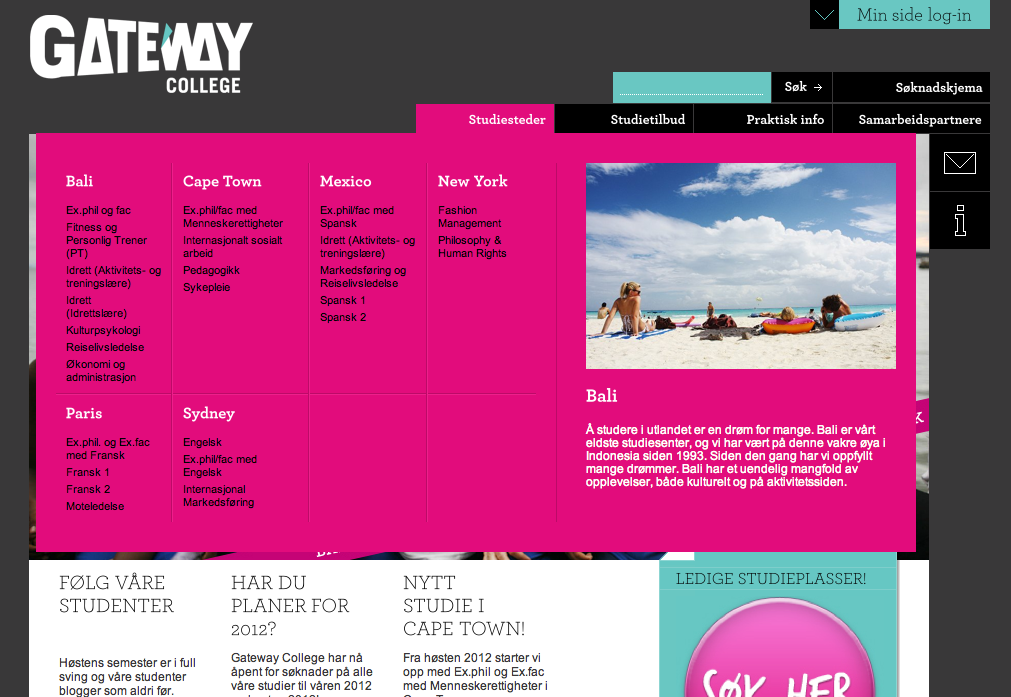 GATEWAY
COLLEGE
Min side log-in
Søk →
Søknadskjema
Studiesteder
Studietilbud
Praktisk info
Samarbeidspartnere
Bali
Ex.phil og fac
Fitness og
Personlig Trener
(PT)
Idrett (Aktivitets- og
treningslære)
Idrett
(Idrettslære)
Kulturpsykologi
Reiselivsledelse
Økonomi og
administrasjon
Cape Town
Ex.phil/fac med
Menneskerettigheter
Internasjonalt sosialt
arbeid
Pedagogikk
Sykepleie
Mexico
Ex.phil/fac med
Spansk
Idrett (Aktivitets- og
treningslære)
Markedsføring og
Reiselivsledelse
Spansk 1
Spansk 2
New York
Fashion
Management
Philosophy &
Human Rights
Paris
Ex.phil. og Ex.fac
med Fransk
Fransk 1
Fransk 2
Moteledelse
Sydney
Engelsk
Ex.phil/fac med
Engelsk
Internasjonal
Markedsføring
Bali
Å studere i utlandet er en drøm for mange. Bali er vårt
eldste studiesenter, og vi har vært på denne vakre øya i
Indonesia siden 1993. Siden den gang har vi oppfyllt
mange drømmer. Bali har et uendelig mangfold av
opplevelser, både kulturelt og på aktivitetssiden.
FØLG VÅRE
STUDENTER
Høstens semester er i full
sving og våre studenter
blogger som aldri før.
HAR DU
PLANER FOR
2012?
Gateway College har nå
åpent for søknader på alle
våre studier til våren 2012
NYTT
STUDIE I
CAPE TOWN!
Fra høsten 2012 starter vi
opp med Ex.phil og Ex.fac
med Menneskerettigheter i
LEDIGE STUDIEPLASSER!
SØK HER